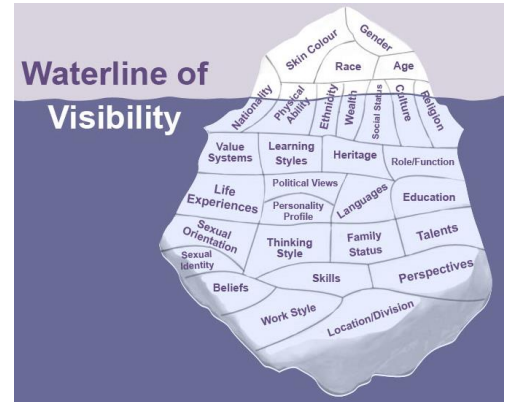 Waterline of
Visibility
Skin Colour
Gender
Race
Age
Nationality
Physical
Ability
Ethnicity
Wealth
Social Status
Culture
Religion
Value
Systems
Learning
Styles
Heritage
Role/Function
Life
Experiences
Political Views
Personality
Profile
Languages
Education
Sexual
Orientation
Thinking
Style
Family
Status
Talents
Sexual
Identity
Skills
Perspectives
Beliefs
Work Style
Location/Division